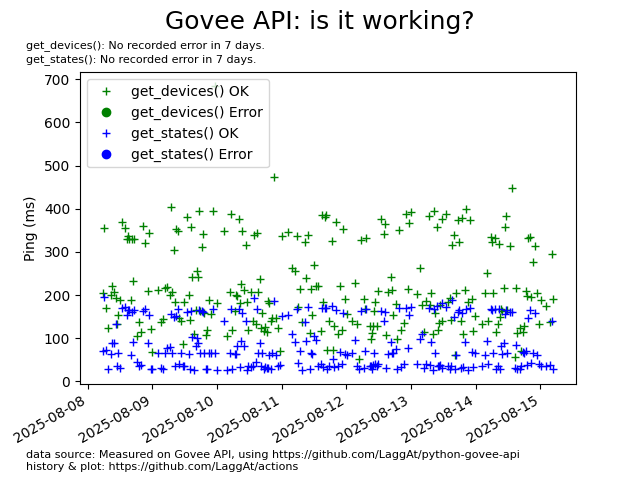 Govee API: is it working?
get_devices(): No recorded error in 7 days.
get_states(): No recorded error in 7 days.
700
600
500
400
300
200
100
0
Ping (ms)
get_devices() OK
get_devices() Error
get_states() OK
get_states() Error
2025-08-08
2025-08-09
2025-08-10
2025-08-11
2025-08-12
2025-08-13
2025-08-14
2025-08-15
data source: Measured on Govee API, using https://github.com/LaggAt/python-govee-api
history & plot: https://github.com/LaggAt/actions